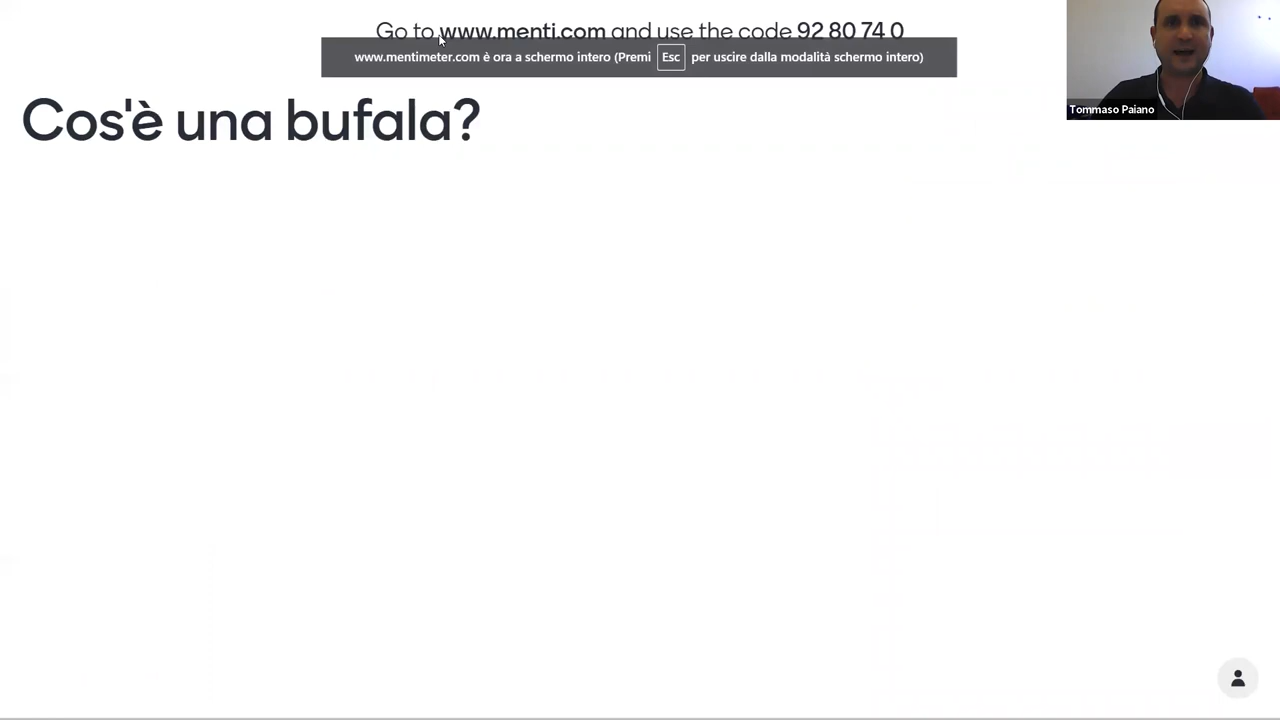 Go to www.menti.com and use the code 92 80 74 0
www.mentimeter.com è ora a schermo intero (Premi Esc per uscire dalla modalità schermo intero)
Tommaso Paiano
Cos'è una bufala?